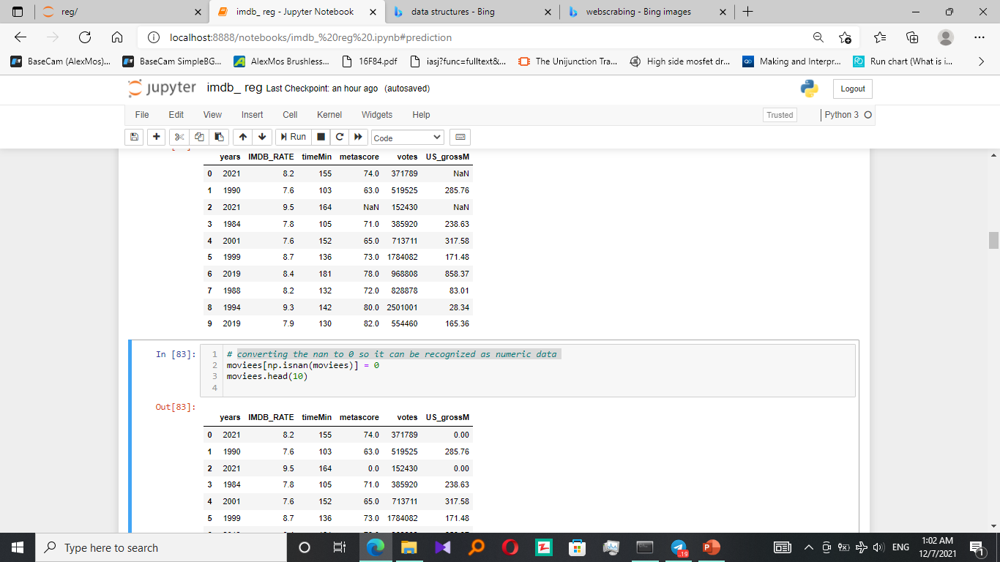 reg/
imdb_ reg - Jupyter Notebook
data structures - Bing
webscrabing - Bing images
localhost:8888/notebooks/imdb_%20reg%20.ipynb#prediction
BaseCam (AlexMos)...
BaseCam SimpleBG...
AlexMos Brushless...
16F84.pdf
iasj?func=fulltext&...
The Unijunction Tra...
High side mosfet dr...
Making and Interpr...
Run chart (What is i...
jupyter imdb_ reg Last Checkpoint: an hour ago (autosaved)
Logout
File Edit View Insert Cell Kernel Widgets Help
Trusted
Python 3
Run
Code
years IMDB_RATE timeMin metascore votes US_grossM
0 2021 8.2 155 74.0 371789 NaN
1 1990 7.6 103 63.0 519525 285.76
2 2021 9.5 164 NaN 152430 NaN
3 1984 7.8 105 71.0 385920 238.63
4 2001 7.6 152 65.0 713711 317.58
5 1999 8.7 136 73.0 1784082 171.48
6 2019 8.4 181 78.0 968808 858.37
7 1988 8.2 132 72.0 828878 83.01
8 1994 9.3 142 80.0 2501001 28.34
9 2019 7.9 130 82.0 554460 165.36
In [83]:
1 # converting the nan to 0 so it can be recognized as numeric data
2 moviees[np.isnan(moviees)] = 0
3 moviees.head(10)
4
Out[83]:
years IMDB_RATE timeMin metascore votes US_grossM
0 2021 8.2 155 74.0 371789 0.00
1 1990 7.6 103 63.0 519525 285.76
2 2021 9.5 164 0.0 152430 0.00
3 1984 7.8 105 71.0 385920 238.63
4 2001 7.6 152 65.0 713711 317.58
5 1999 8.7 136 73.0 1784082 171.48
Type here to search
.19
ENG
1:02 AM
12/7/2021
1